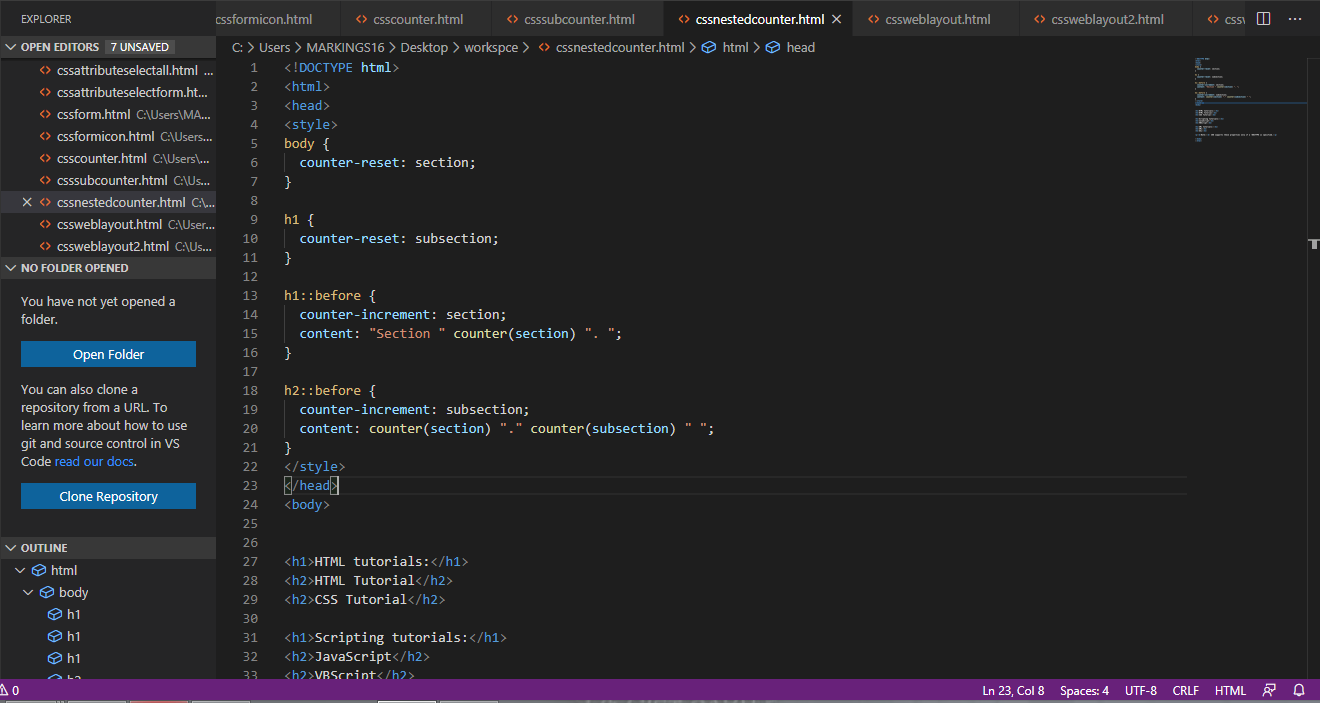 EXPLORER
cssformicon.html
csscounter.html
csssubcounter.html
cssnestedcounter.html
cssweblayout.html
cssweblayout2.html
OPEN EDITORS 7 UNSAVED
C: > Users > MARKINGS16 > Desktop > workspce > cssnestedcounter.html > html > head
cssattributeselectall.html ...
cssattributeselectform.ht...
cssform.html C:\Users\MA...
cssformicon.html C:\Users...
csscounter.html C:\Users\...
csssubcounter.html C:\Us...
cssnestedcounter.html C:\...
cssweblayout.html C:\User...
cssweblayout2.html C:\Us...
NO FOLDER OPENED
You have not yet opened a
folder.
Open Folder
You can also clone a
repository from a URL. To
learn more about how to use
git and source control in VS
Code read our docs.
Clone Repository
OUTLINE
html
body
h1
h1
h1
h2
1 <!DOCTYPE html>
2 <html>
3 <head>
4 <style>
5 body {
6 counter-reset: section;
7 }
8
9 h1 {
10 counter-reset: subsection;
11 }
12
13 h1::before {
14 counter-increment: section;
15 content: "Section " counter(section) ". ";
16 }
17
18 h2::before {
19 counter-increment: subsection;
20 content: counter(section) "." counter(subsection) " ";
21 }
22 </style>
23 </head>
24 <body>
25
26
27 <h1>HTML tutorials:</h1>
28 <h2>HTML Tutorial</h2>
29 <h2>CSS Tutorial</h2>
30
31 <h1>Scripting tutorials:</h1>
32 <h2>JavaScript</h2>
33 <h2>VBScript</h2>
0
Ln 23, Col 8 Spaces: 4 UTF-8 CRLF HTML